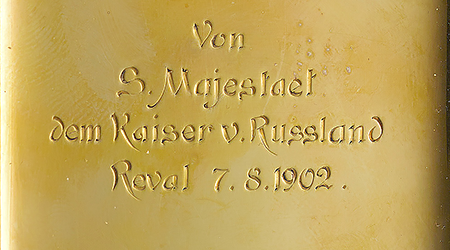 Von
S. Majestaet
dem Kaiser v. Russland
Reval 7. 8. 1902.